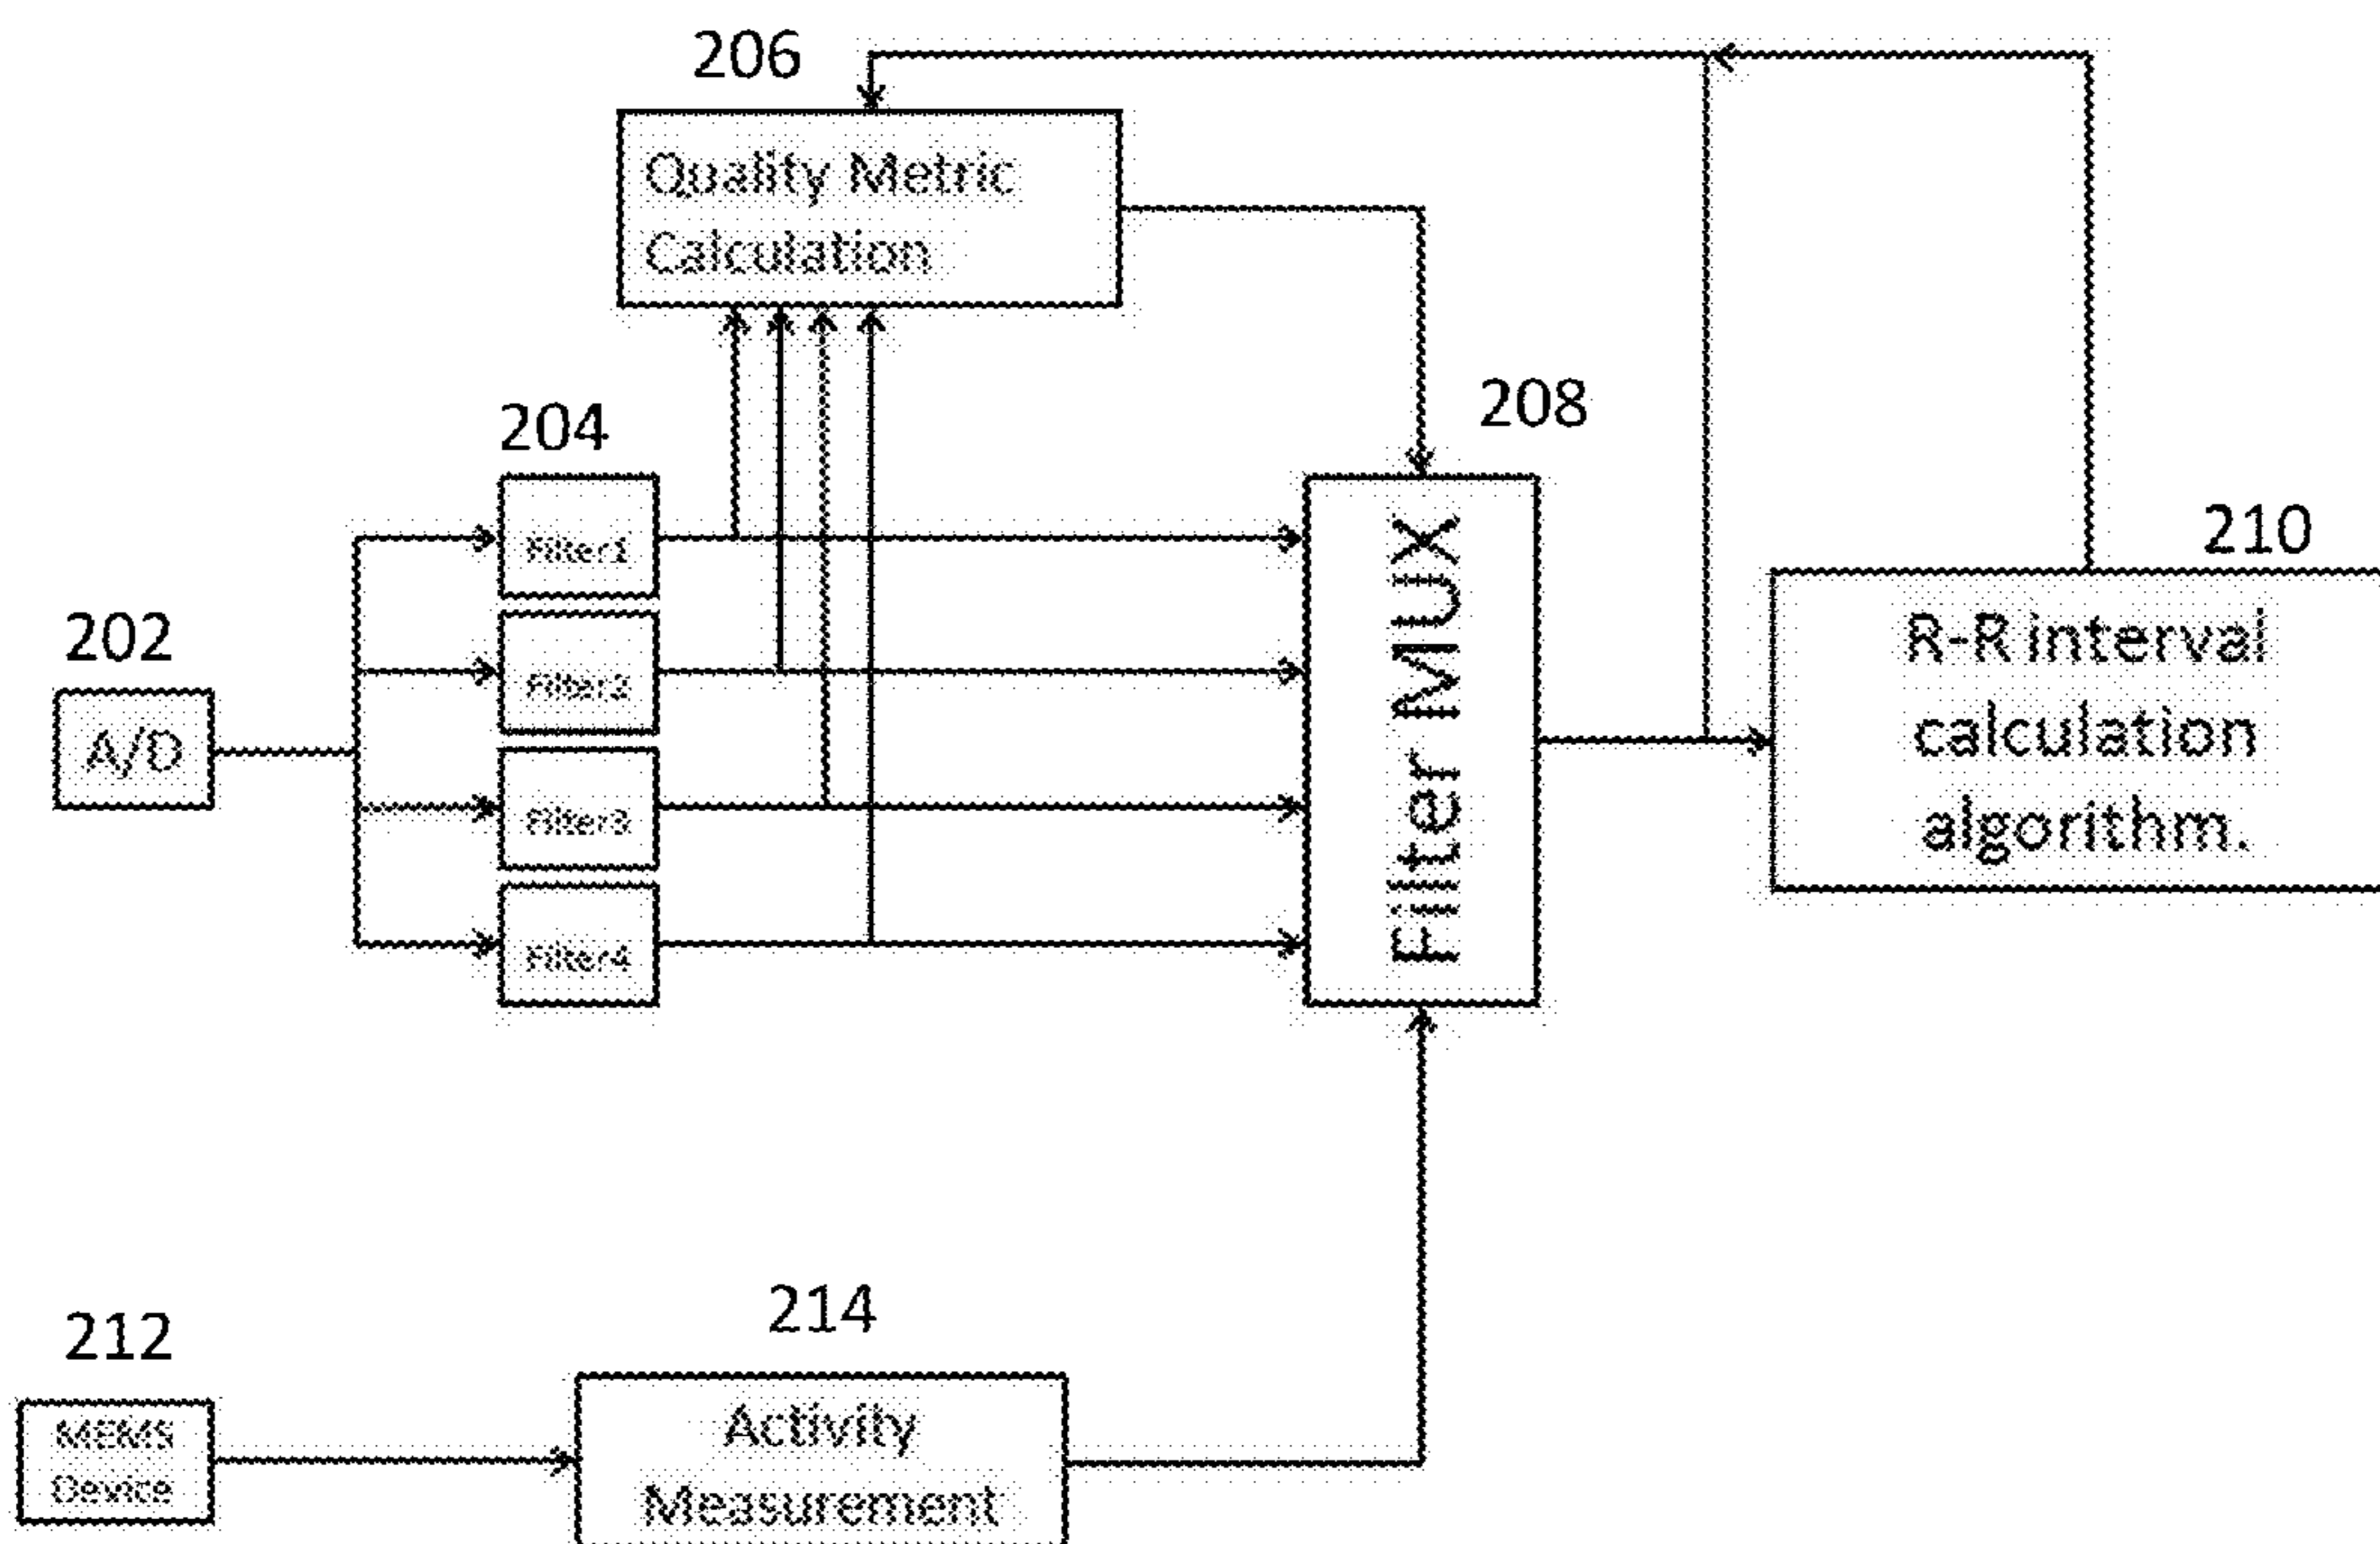 206
Quality Metric
Calculation
204
208
Filter1
210
202
Filter2
R-R interval
A/D
Filter MUX
calculation
Filter3
algorithm.
Filter4
214
212
Activity
MEMS
Measurement
Device